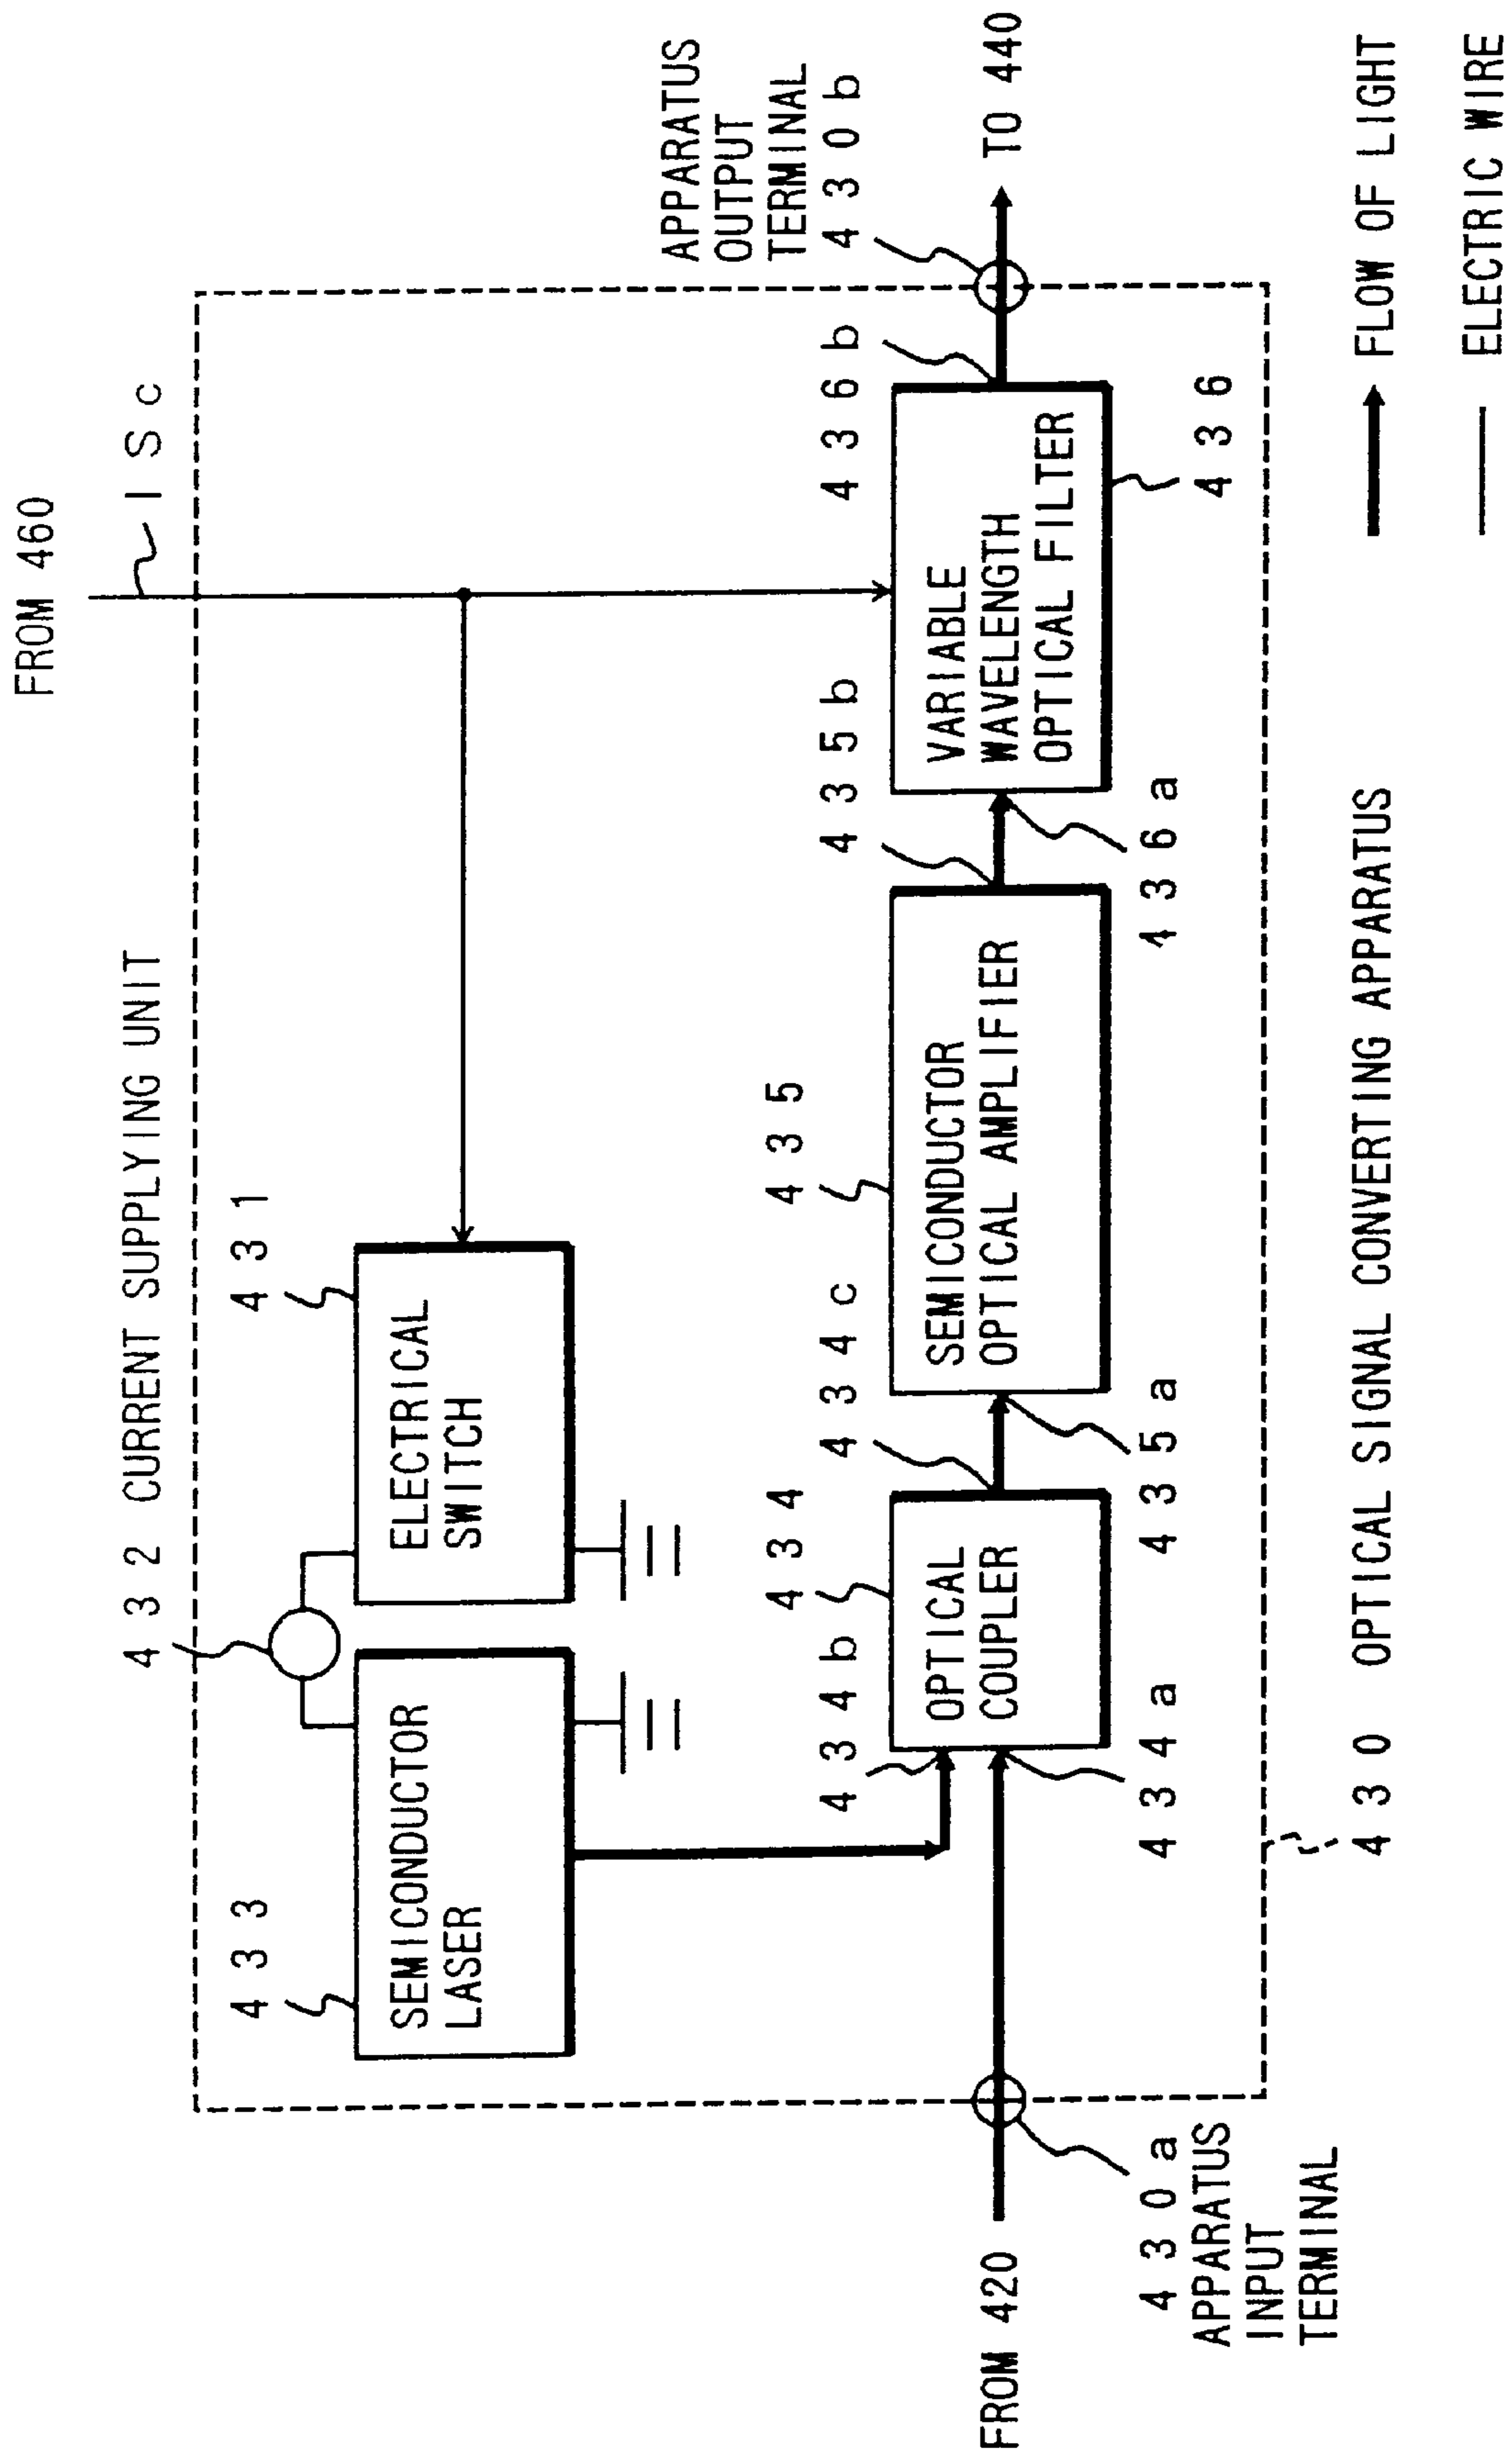 FROM 460
ISc
432 CURRENT SUPPLYING UNIT
433
431
SEMICONDUCTOR
LASER
ELECTRICAL
SWITCH
APPARATUS
OUTPUT
TERMINAL
430b
434
435
434b
434c
435b
436b
OPTICAL
COUPLER
SEMICONDUCTOR
OPTICAL AMPLIFIER
VARIABLE
WAVELENGTH
OPTICAL FILTER
FROM 420
TO 440
430a
APPARATUS
INPUT
TERMINAL
434a
435a
436a
436
430 OPTICAL SIGNAL CONVERTING APPARATUS
FLOW OF LIGHT
ELECTRIC WIRE